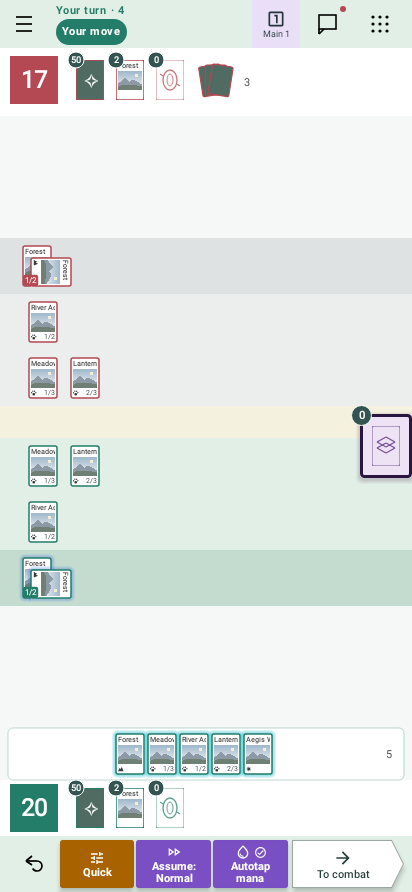 Your turn · 4
Your move
1
Main 1
17
50
2
Forest
0
3
Forest
Forest
1/2
River Ac
1/2
Meadov
1/3
Lantern
2/3
0
Meadov
1/3
Lantern
2/3
River Ac
1/2
Forest
Forest
1/2
Forest
Meadov
1/3
River Ac
1/2
Lantern
2/3
Aegis
5
20
50
2
Forest
0
Quick
Assume:
Normal
Autotap
mana
To combat